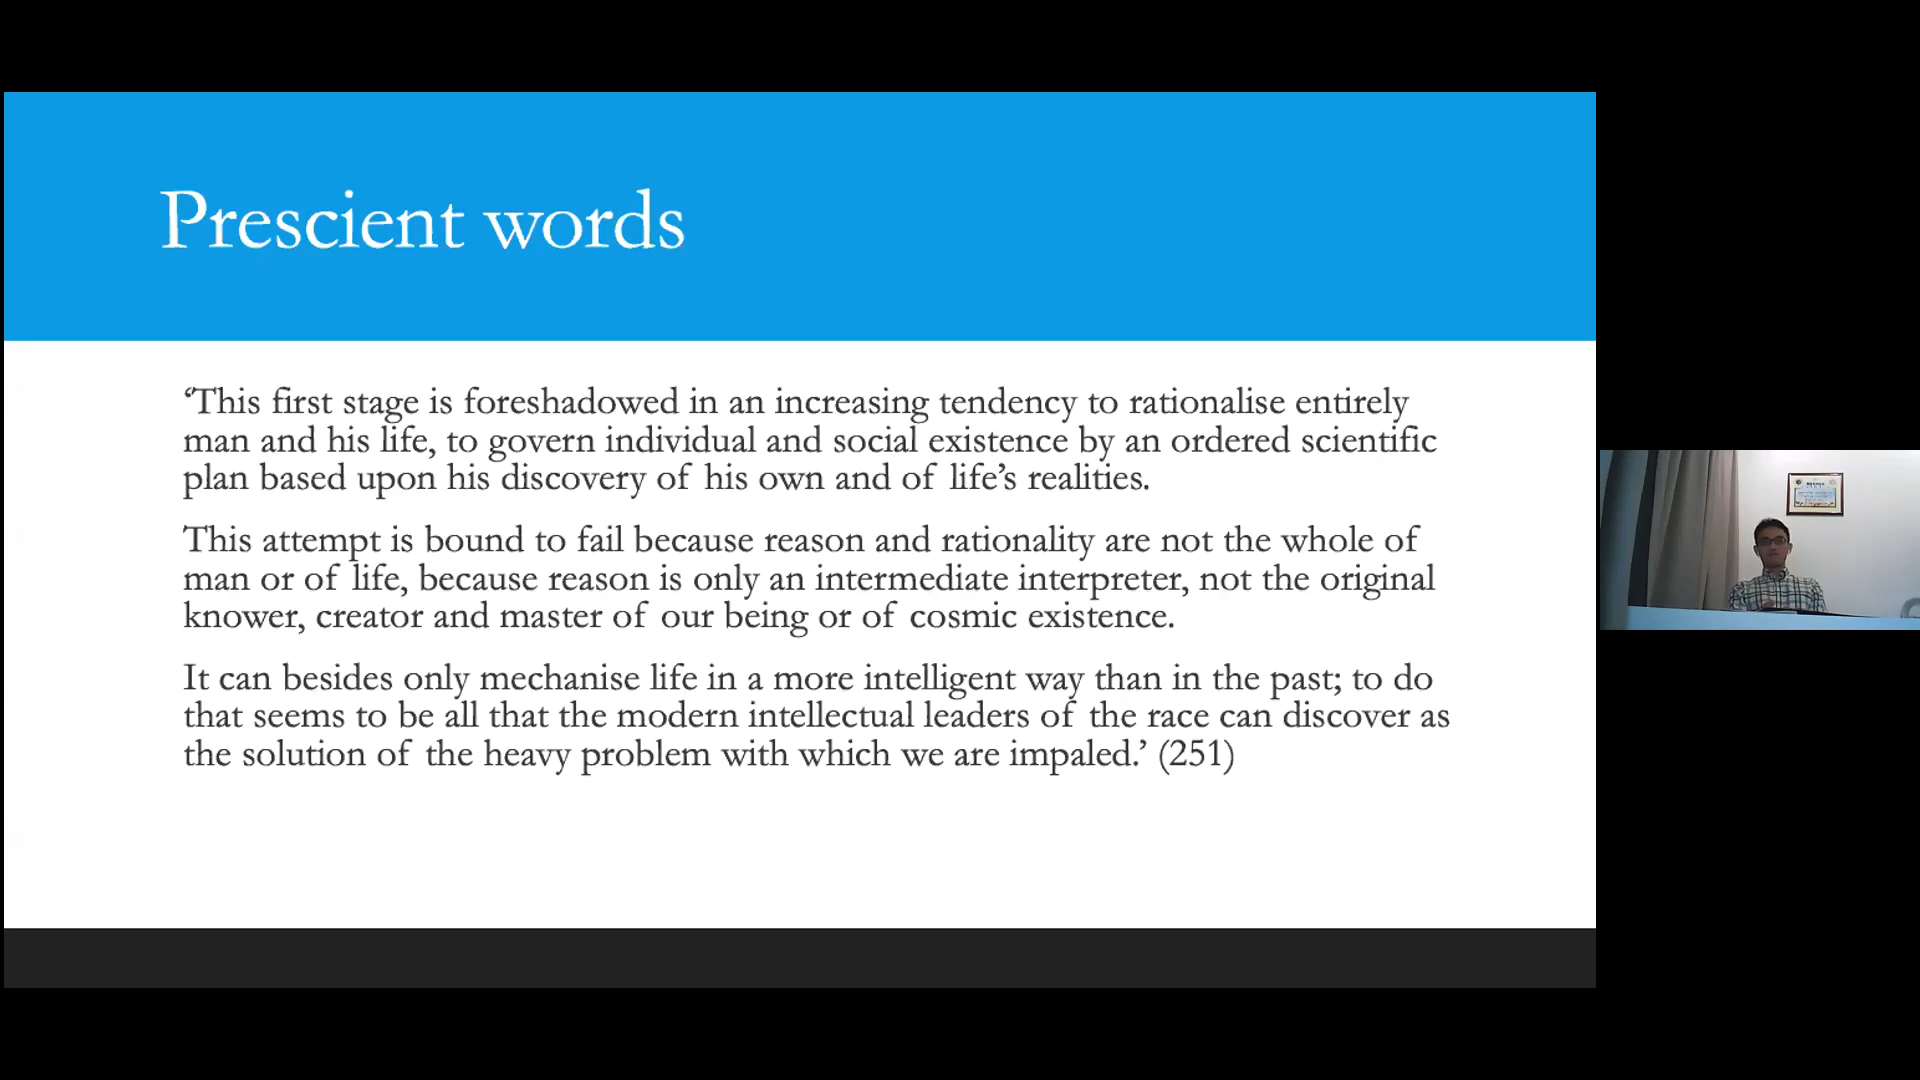 Prescient words
‘This first stage is foreshadowed in an increasing tendency to rationalise entirely
man and his life, to govern individual and social existence by an ordered scientific
plan based upon his discovery of his own and of life’s realities.
This attempt is bound to fail because reason and rationality are not the whole of
man or of life, because reason is only an intermediate interpreter, not the original
knower, creator and master of our being or of cosmic existence.
It can besides only mechanise life in a more intelligent way than in the past; to do
that seems to be all that the modern intellectual leaders of the race can discover as
the solution of the heavy problem with which we are impaled.’ (251)